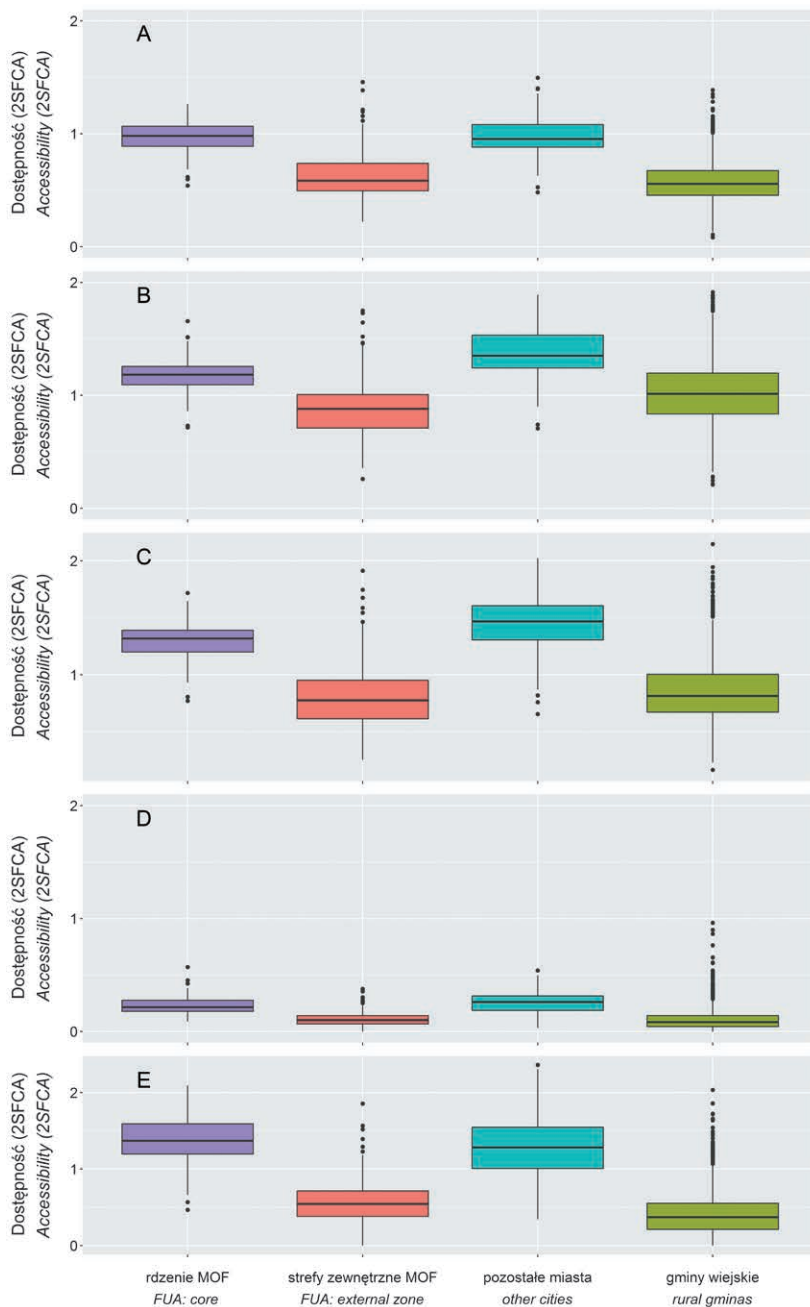 A
2
1
0
Dostępność (2SFCA)
Accessibility (2SFCA)
B
2
1
0
Dostępność (2SFCA)
Accessibility (2SFCA)
C
2
1
Dostępność (2SFCA)
Accessibility (2SFCA)
D
2
1
0
Dostępność (2SFCA)
Accessibility (2SFCA)
E
2
1
0
Dostępność (2SFCA)
Accessibility (2SFCA)
rdzenie MOF
FUA: core
strefy zewnętrzne MOF
FUA: external zone
pozostałe miasta
other cities
gminy wiejskie
rural gminas